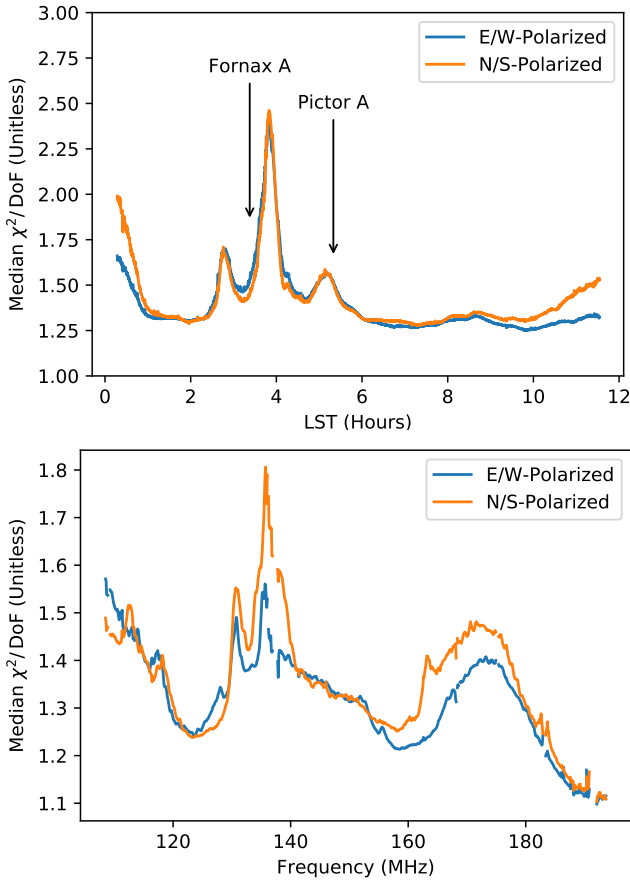 3.00
2.75
2.50
2.25
2.00
1.75
1.50
1.25
1.00
Median χ²/DoF (Unitless)
E/W-Polarized
N/S-Polarized
Fornax A
Pictor A
0 2 4 6 8 10 12
LST (Hours)
1.8
1.7
1.6
1.5
1.4
1.3
1.2
1.1
Median χ²/DoF (Unitless)
E/W-Polarized
N/S-Polarized
120 140 160 180
Frequency (MHz)